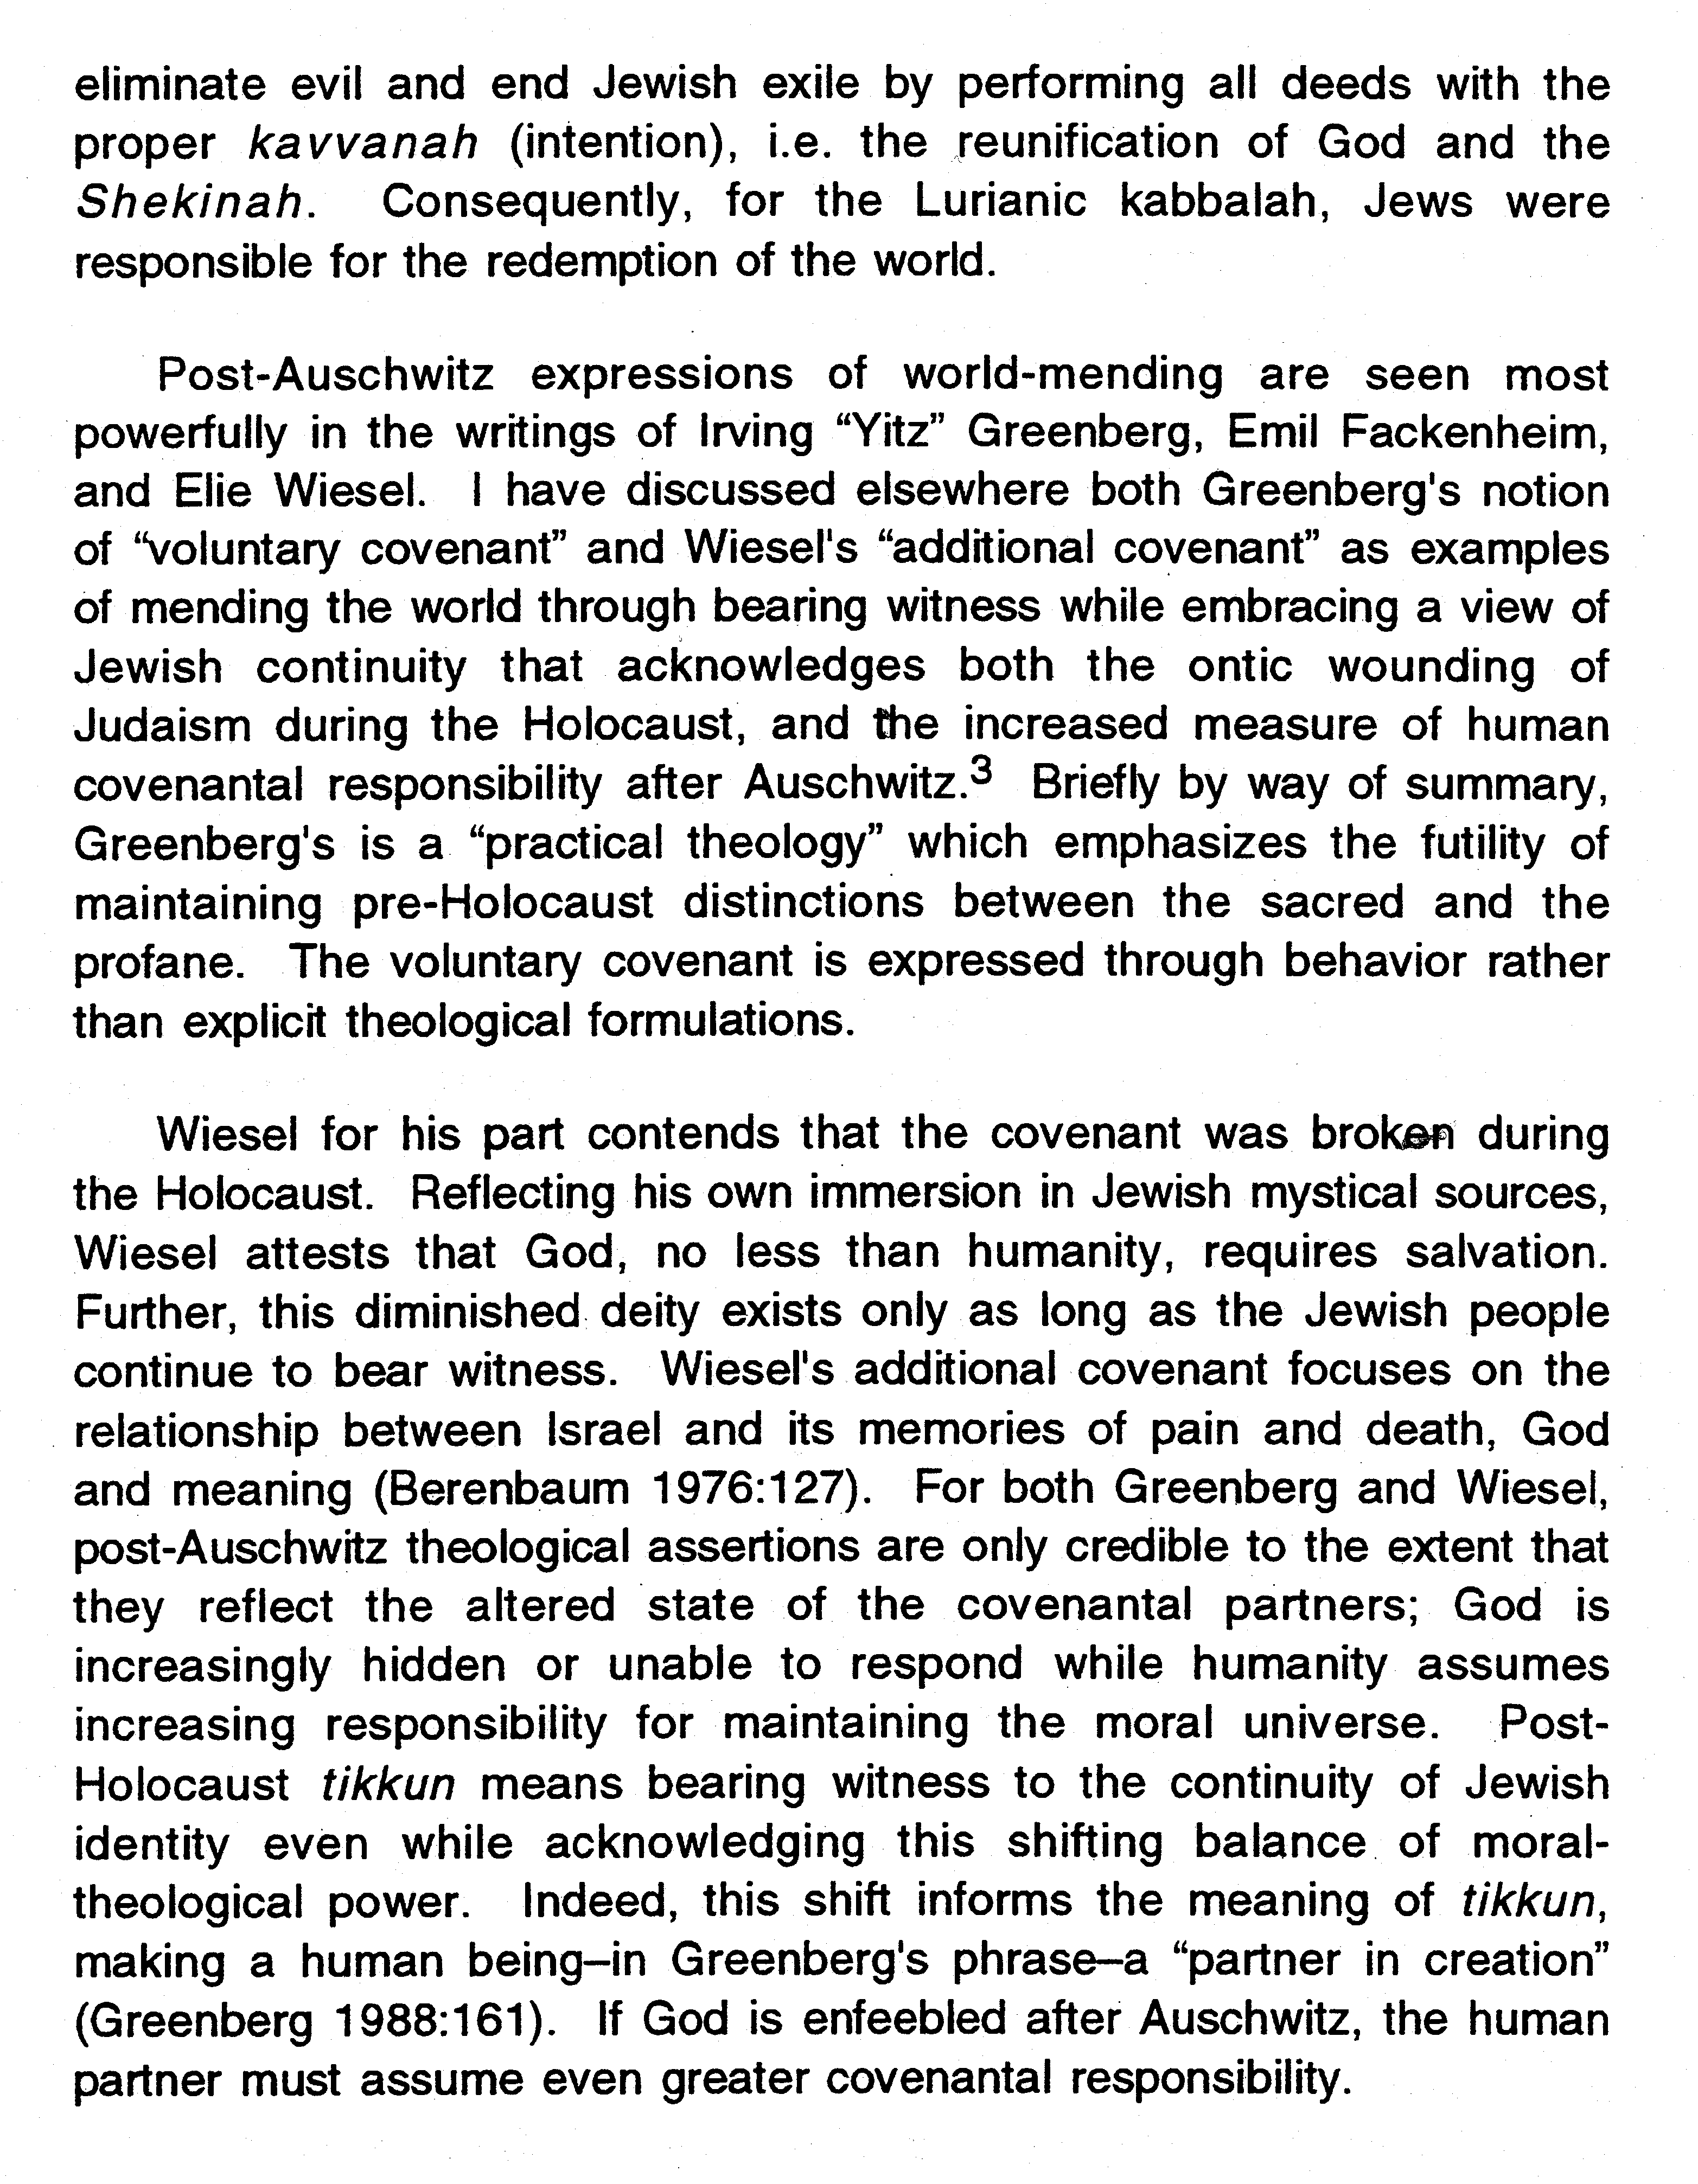 eliminate evil and end Jewish exile by performing all deeds with the
proper kavvanah (intention), i.e. the reunification of God and the
Shekinah. Consequently, for the Lurianic kabbalah, Jews were
responsible for the redemption of the world.
Post-Auschwitz expressions of world-mending are seen most
powerfully in the writings of Irving “Yitz” Greenberg, Emil Fackenheim,
and Elie Wiesel. I have discussed elsewhere both Greenberg's notion
of “voluntary covenant” and Wiesel's “additional covenant” as examples
of mending the world through bearing witness while embracing a view of
Jewish continuity that acknowledges both the ontic wounding of
Judaism during the Holocaust, and the increased measure of human
covenantal responsibility after Auschwitz.3 Briefly by way of summary,
Greenberg's is a “practical theology” which emphasizes the futility of
maintaining pre-Holocaust distinctions between the sacred and the
profane. The voluntary covenant is expressed through behavior rather
than explicit theological formulations.
Wiesel for his part contends that the covenant was broken during
the Holocaust. Reflecting his own immersion in Jewish mystical sources,
Wiesel attests that God, no less than humanity, requires salvation.
Further, this diminished deity exists only as long as the Jewish people
continue to bear witness. Wiesel's additional covenant focuses on the
relationship between Israel and its memories of pain and death, God
and meaning (Berenbaum 1976:127). For both Greenberg and Wiesel,
post-Auschwitz theological assertions are only credible to the extent that
they reflect the altered state of the covenantal partners; God is
increasingly hidden or unable to respond while humanity assumes
increasing responsibility for maintaining the moral universe. Post-
Holocaust tikkun means bearing witness to the continuity of Jewish
identity even while acknowledging this shifting balance of moral-
theological power. Indeed, this shift informs the meaning of tikkun,
making a human being–in Greenberg's phrase–a “partner in creation”
(Greenberg 1988:161). If God is enfeebled after Auschwitz, the human
partner must assume even greater covenantal responsibility.